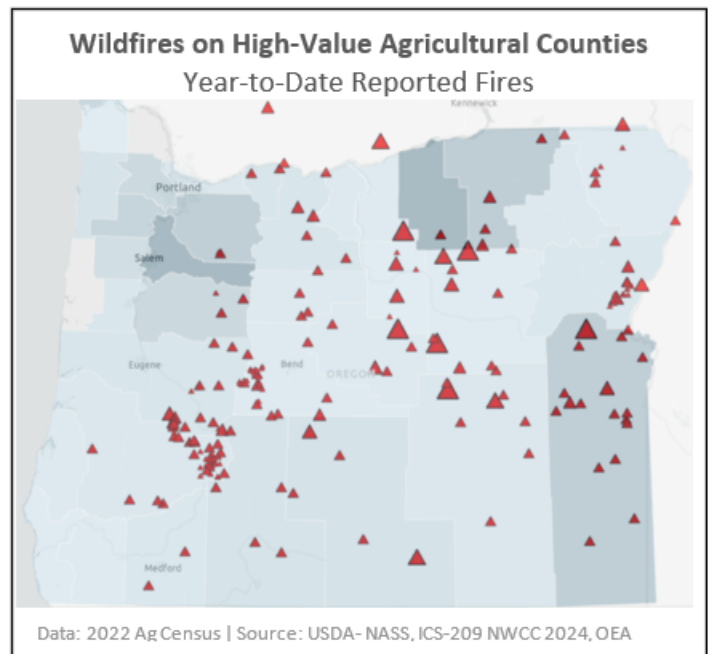 Wildfires on High-Value Agricultural Counties
Year-to-Date Reported Fires
Kennewick
Portland
Salem
Eugene
Bend
OREGON
Medford
Data: 2022 Ag Census | Source: USDA- NASS, ICS-209 NWCC 2024, OEA